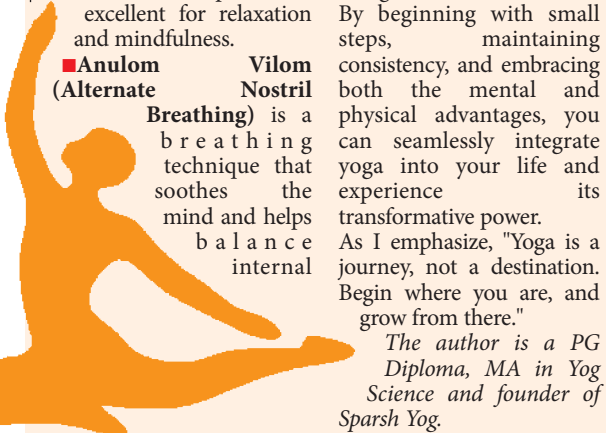 excellent for relaxation
and mindfulness.
■Anulom Vilom
(Alternate Nostril
Breathing) is a
breathing
technique that
soothes the
mind and helps
balance
internal
By beginning with small
steps, maintaining
consistency, and embracing
both the mental and
physical advantages, you
can seamlessly integrate
yoga into your life and
experience its
transformative power.
As I emphasize, "Yoga is a
journey, not a destination.
Begin where you are, and
grow from there."
The author is a PG
Diploma, MA in Yog
Science and founder of
Sparsh Yog.